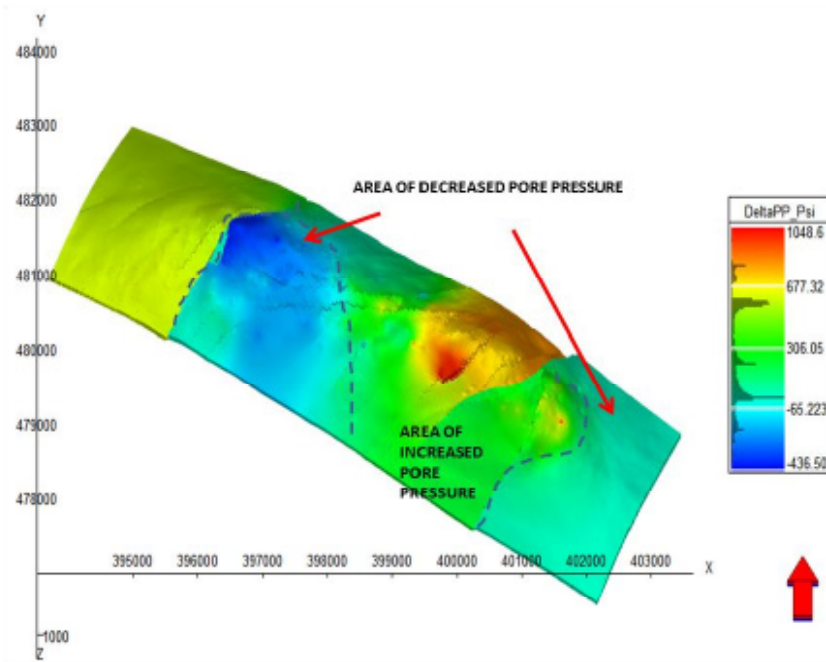 Y
484000
483000
482000
481000
480000
479000
478000
AREA OF DECREASED PORE PRESSURE
AREA OF
INCREASED
PORE
PRESSURE
DeltaPP_Psi
1048.6
677.32
306.05
-65.223
-436.50
395000 396000 397000 398000 399000 400000 401000 402000 403000
X
1000
Z